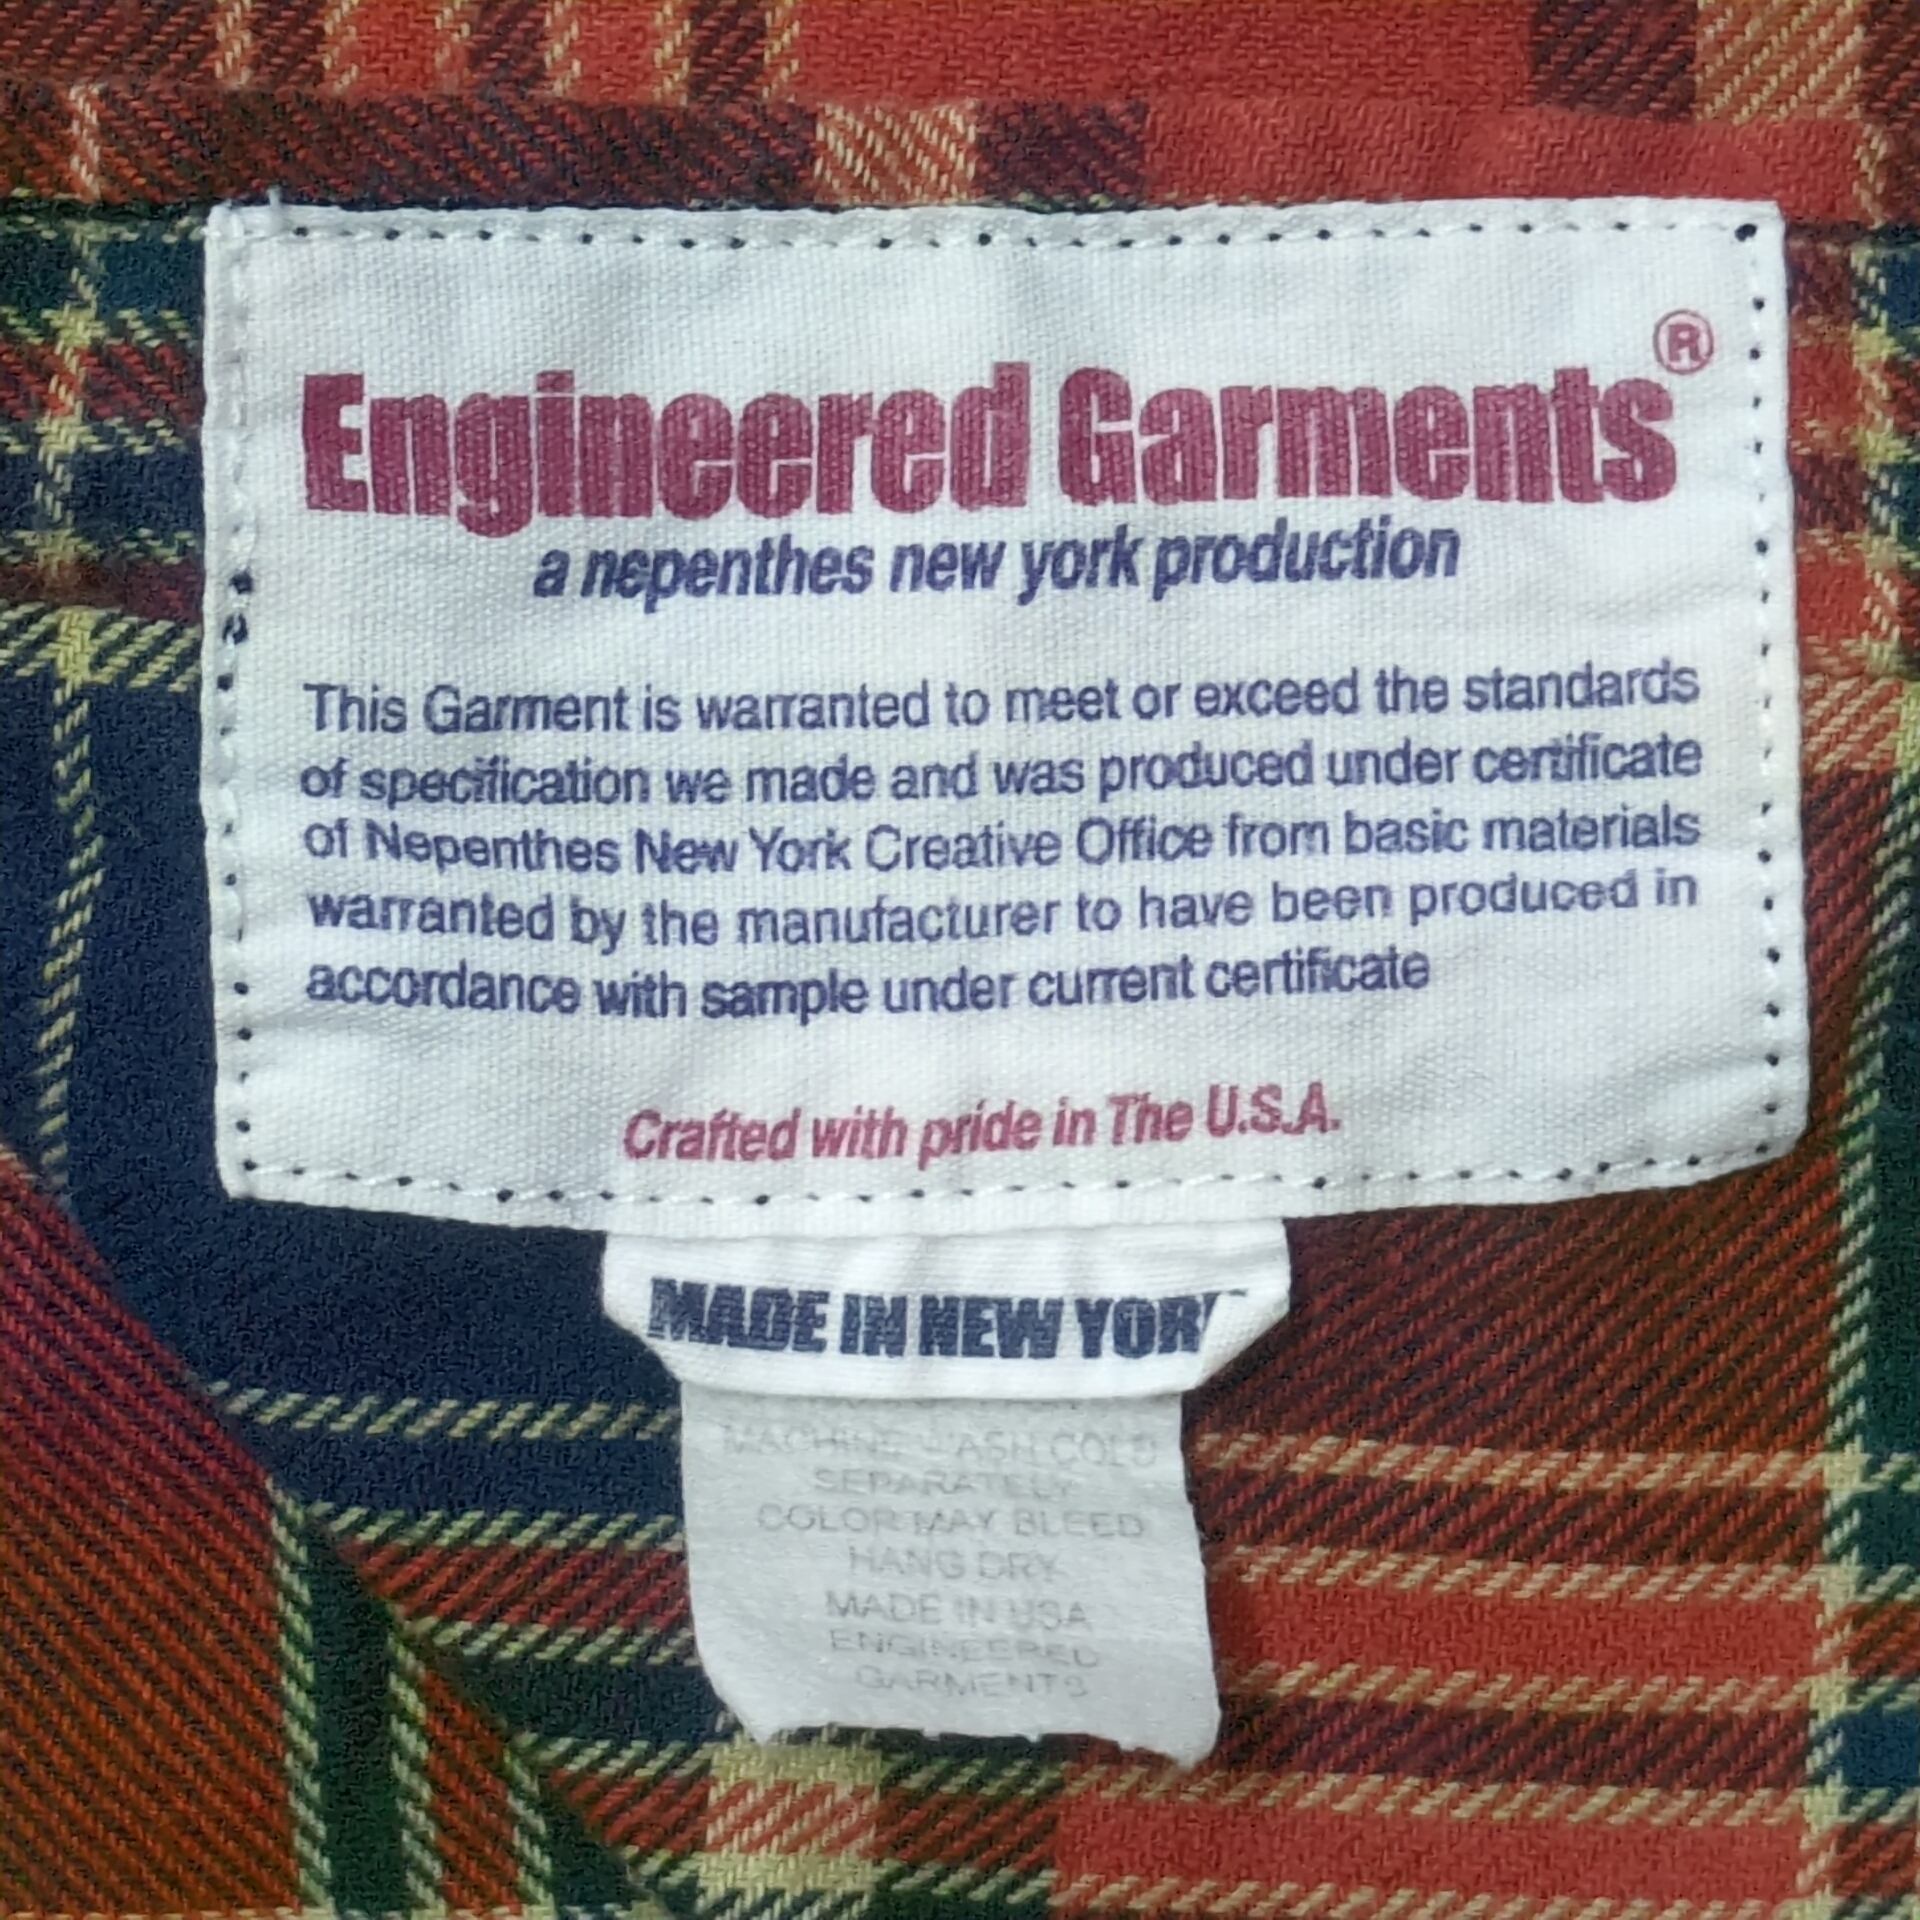 Engineered Garments®
a nepenthes new york production
This Garment is warranted to meet or exceed the standards
of specification we made and was produced under certificate
of Nepenthes New York Creative Office from basic materials
warranted by the manufacturer to have been produced in
accordance with sample under current certificate
Crafted with pride in The U.S.A.
MADE IN NEW YORK
MACHINE WASH COLD
SEPARATELY
COLOR MAY BLEED
HANG DRY
MADE IN USA
ENGINEERED
GARMENTS